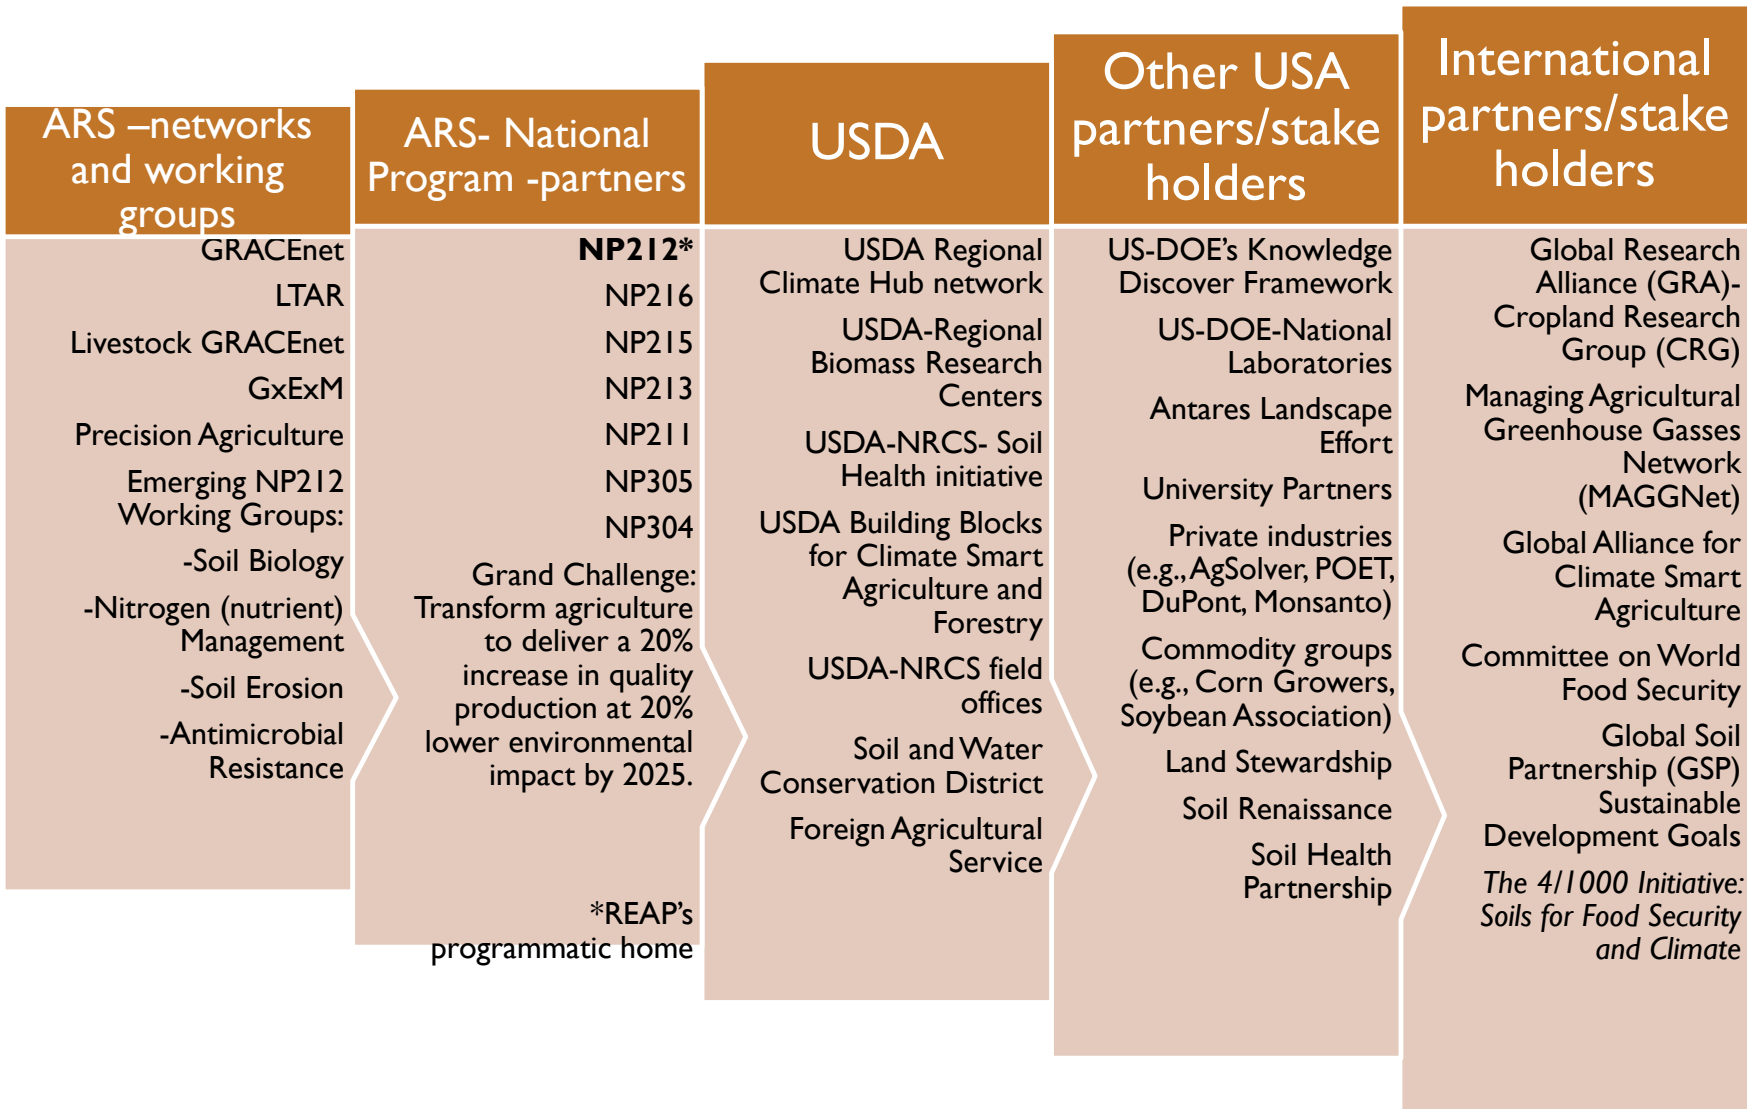 ARS –networks
and working
groups
GRACEnet
LTAR
Livestock GRACEnet
GxExM
Precision Agriculture
Emerging NP212
Working Groups:
-Soil Biology
-Nitrogen (nutrient)
Management
-Soil Erosion
-Antimicrobial
Resistance
ARS- National
Program -partners
NP212*
NP216
NP215
NP213
NP211
NP305
NP304
Grand Challenge:
Transform agriculture
to deliver a 20%
increase in quality
production at 20%
lower environmental
impact by 2025.
*REAP’s
programmatic home
USDA
USDA Regional
Climate Hub network
USDA-Regional
Biomass Research
Centers
USDA-NRCS- Soil
Health initiative
USDA Building Blocks
for Climate Smart
Agriculture and
Forestry
USDA-NRCS field
offices
Soil and Water
Conservation District
Foreign Agricultural
Service
Other USA
partners/stake
holders
US-DOE’s Knowledge
Discover Framework
US-DOE-National
Laboratories
Antares Landscape
Effort
University Partners
Private industries
(e.g., AgSolver, POET,
DuPont, Monsanto)
Commodity groups
(e.g., Corn Growers,
Soybean Association)
Land Stewardship
Soil Renaissance
Soil Health
Partnership
International
partners/stake
holders
Global Research
Alliance (GRA)-
Cropland Research
Group (CRG)
Managing Agricultural
Greenhouse Gasses
Network
(MAGGNet)
Global Alliance for
Climate Smart
Agriculture
Committee on World
Food Security
Global Soil
Partnership (GSP)
Sustainable
Development Goals
The 4/1000 Initiative:
Soils for Food Security
and Climate